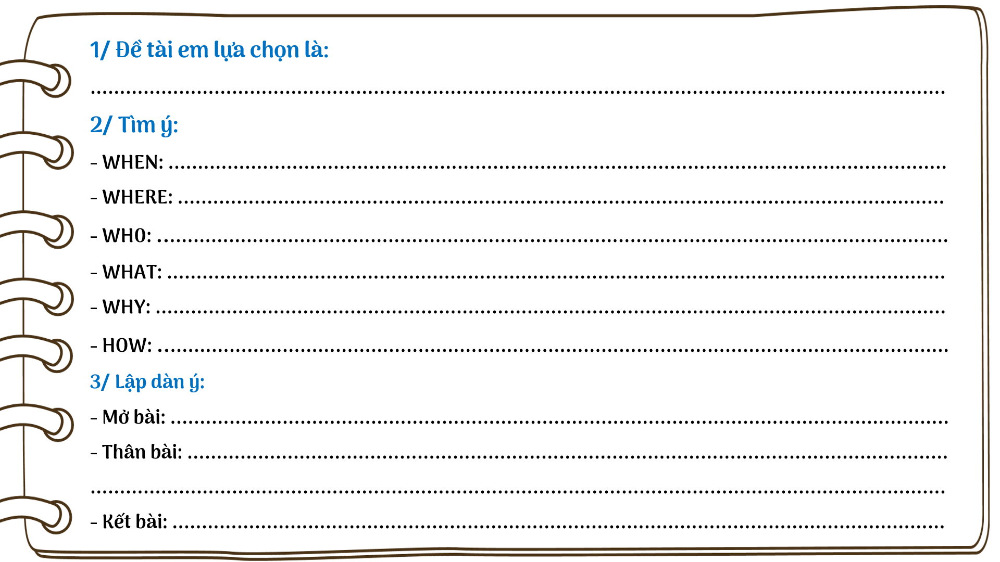 1/ Đề tài em lựa chọn là:
................................................................................................................................................
2/ Tìm ý:
- WHEN: ...................................................................................................................................
- WHERE: .................................................................................................................................
- WHO: .....................................................................................................................................
- WHAT: ...................................................................................................................................
- WHY: .....................................................................................................................................
- HOW: .....................................................................................................................................
3/ Lập dàn ý:
- Mở bài: ...................................................................................................................................
- Thân bài: ................................................................................................................................
................................................................................................................................................
- Kết bài: ..................................................................................................................................